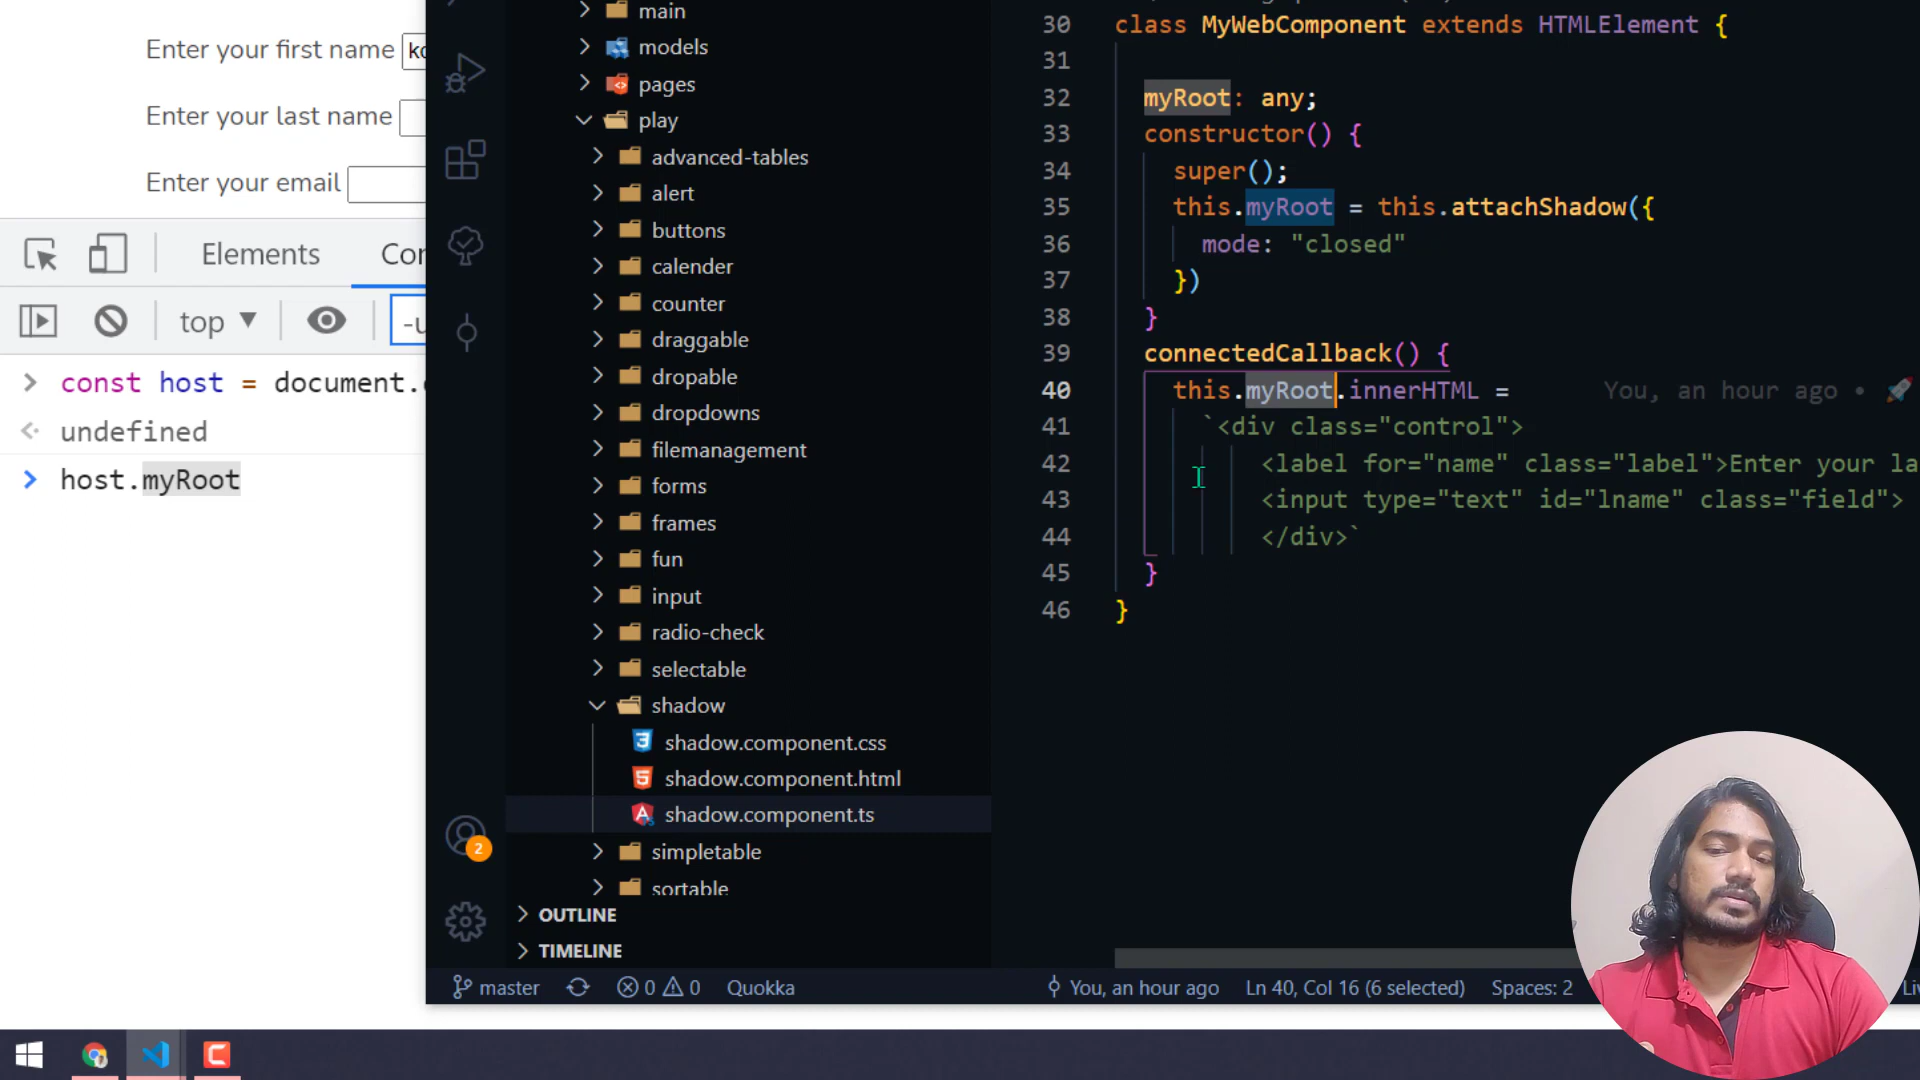 Enter your first name
Enter your last name
Enter your email
Elements
top
const host = document.
undefined
host.myRoot
main
models
pages
play
advanced-tables
alert
buttons
calender
counter
draggable
dropable
dropdowns
filemanagement
forms
frames
fun
input
radio-check
selectable
shadow
shadow.component.css
shadow.component.html
shadow.component.ts
simpletable
sortable
OUTLINE
TIMELINE
2
30 class MyWebComponent extends HTMLElement {
31
32 myRoot: any;
33 constructor() {
34 super();
35 this.myRoot = this.attachShadow({
36 mode: "closed"
37 })
38 }
39 connectedCallback() {
40 this.myRoot.innerHTML = You, an hour ago •
41 `<div class="control">
42 <label for="name" class="label">Enter your la
43 <input type="text" id="lname" class="field">
44 </div>`
45 }
46 }
master 0 0 Quokka You, an hour ago Ln 40, Col 16 (6 selected) Spaces: 2